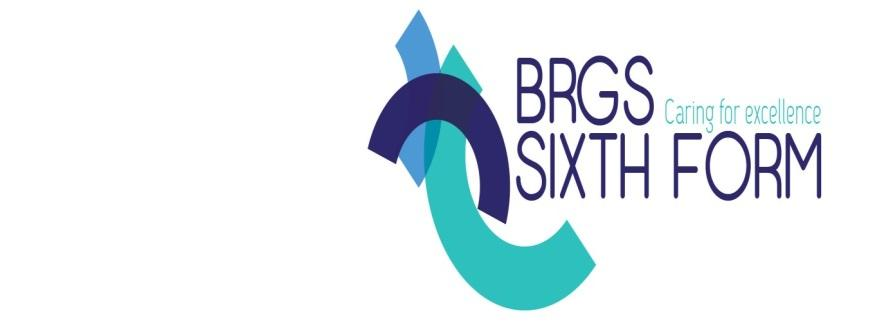 BRGS Caring for excellence
SIXTH FORM